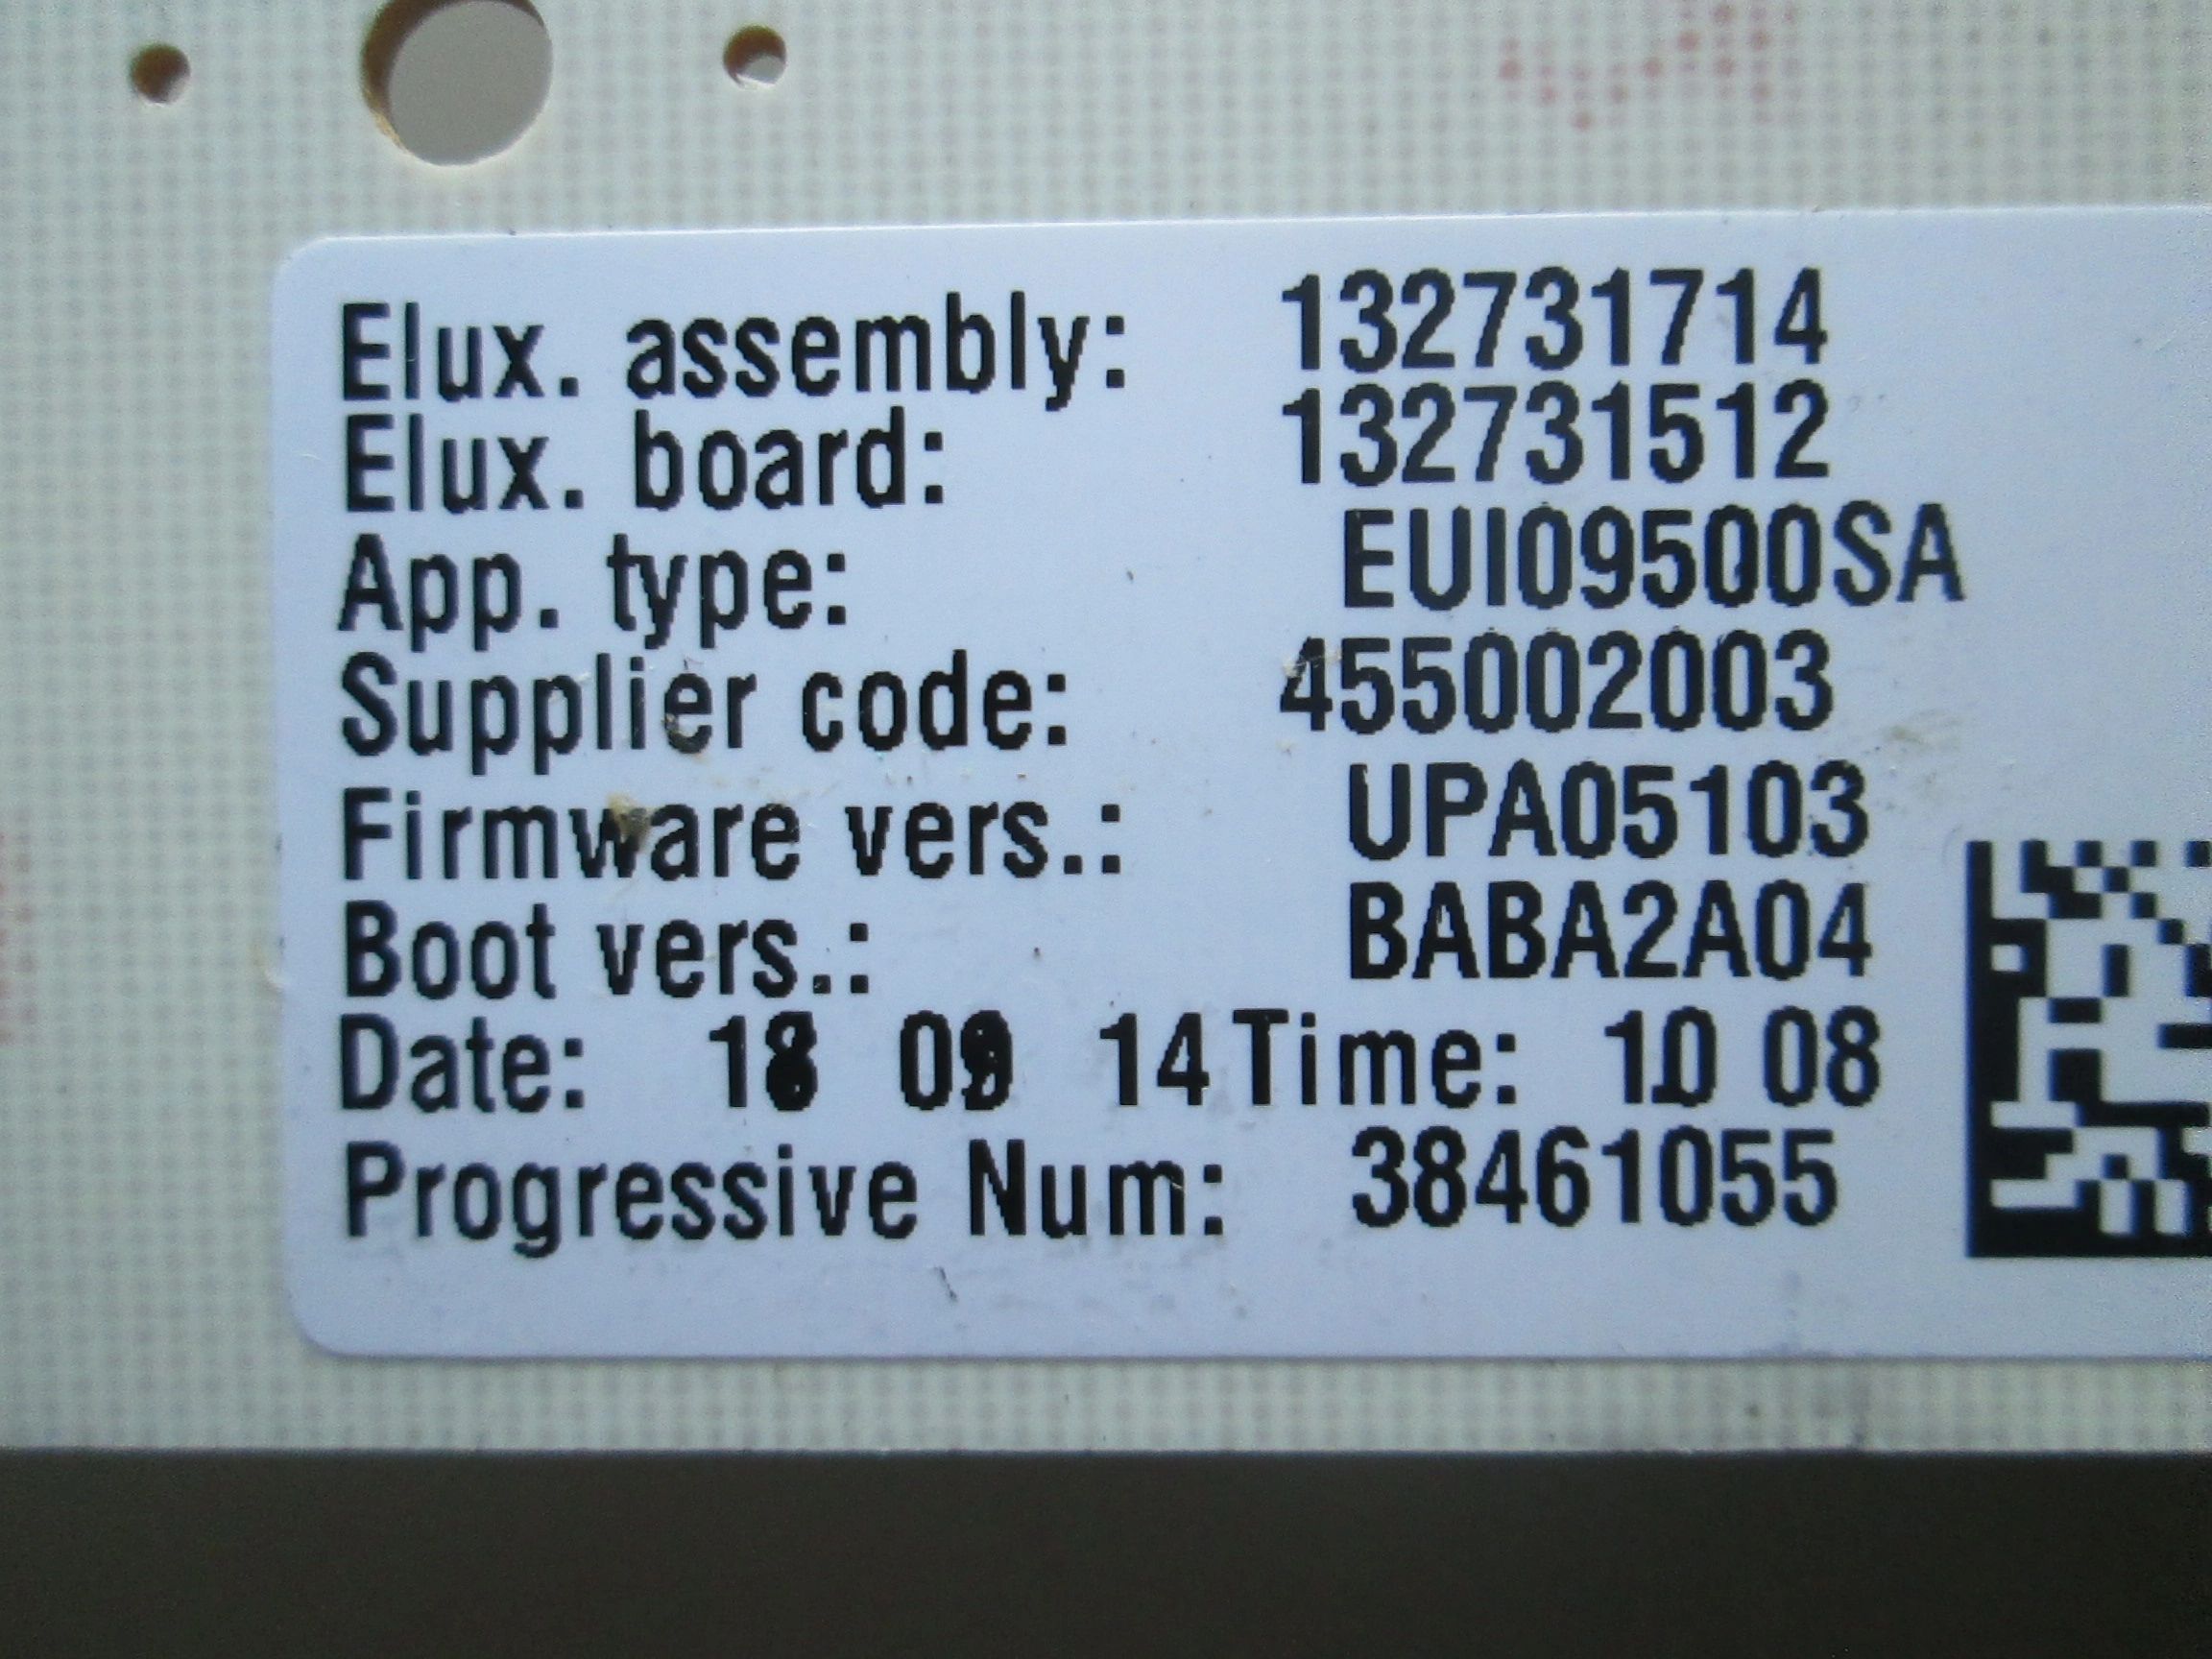 Elux. assembly: 132731714
Elux. board: 132731512
App. type: EUI09500SA
Supplier code: 455002003
Firmware vers.: UPA05103
Boot vers.: BABA2A04
Date: 14 Time: 08
Progressive Num: 38461055